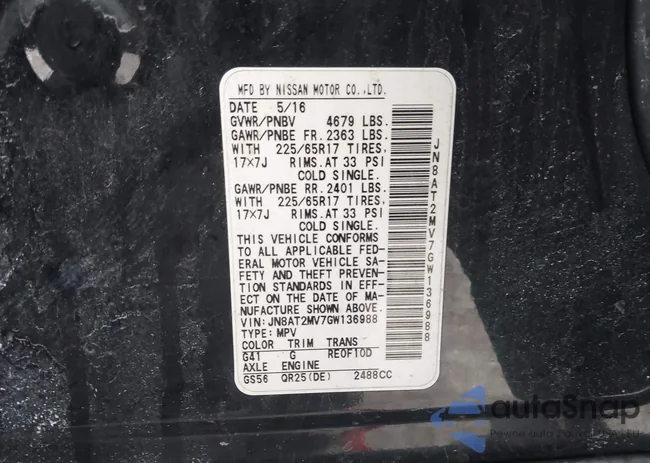 MFD BY NISSAN MOTOR CO.,LTD.
DATE 5/16
GVWR/PNBV 4679 LBS.
GAWR/PNBE FR. 2363 LBS.
WITH 225/65R17 TIRES,
17×7J RIMS, AT 33 PSI
COLD SINGLE.
GAWR/PNBE RR. 2401 LBS.
WITH 225/65R17 TIRES,
17×7J RIMS, AT 33 PSI
COLD SINGLE.
THIS VEHICLE CONFORMS
TO ALL APPLICABLE FED-
ERAL MOTOR VEHICLE SA-
FETY AND THEFT PREVEN-
TION STANDARDS IN EFF-
ECT ON THE DATE OF MA-
NUFACTURE SHOWN ABOVE.
VIN: JN8AT2MV7GW136988
TYPE: MPV
COLOR TRIM TRANS
G41 G RE0F10D
AXLE ENGINE
GS56 QR25(DE) 2488CC
JN8AT2MV7GW136988
autoSnap